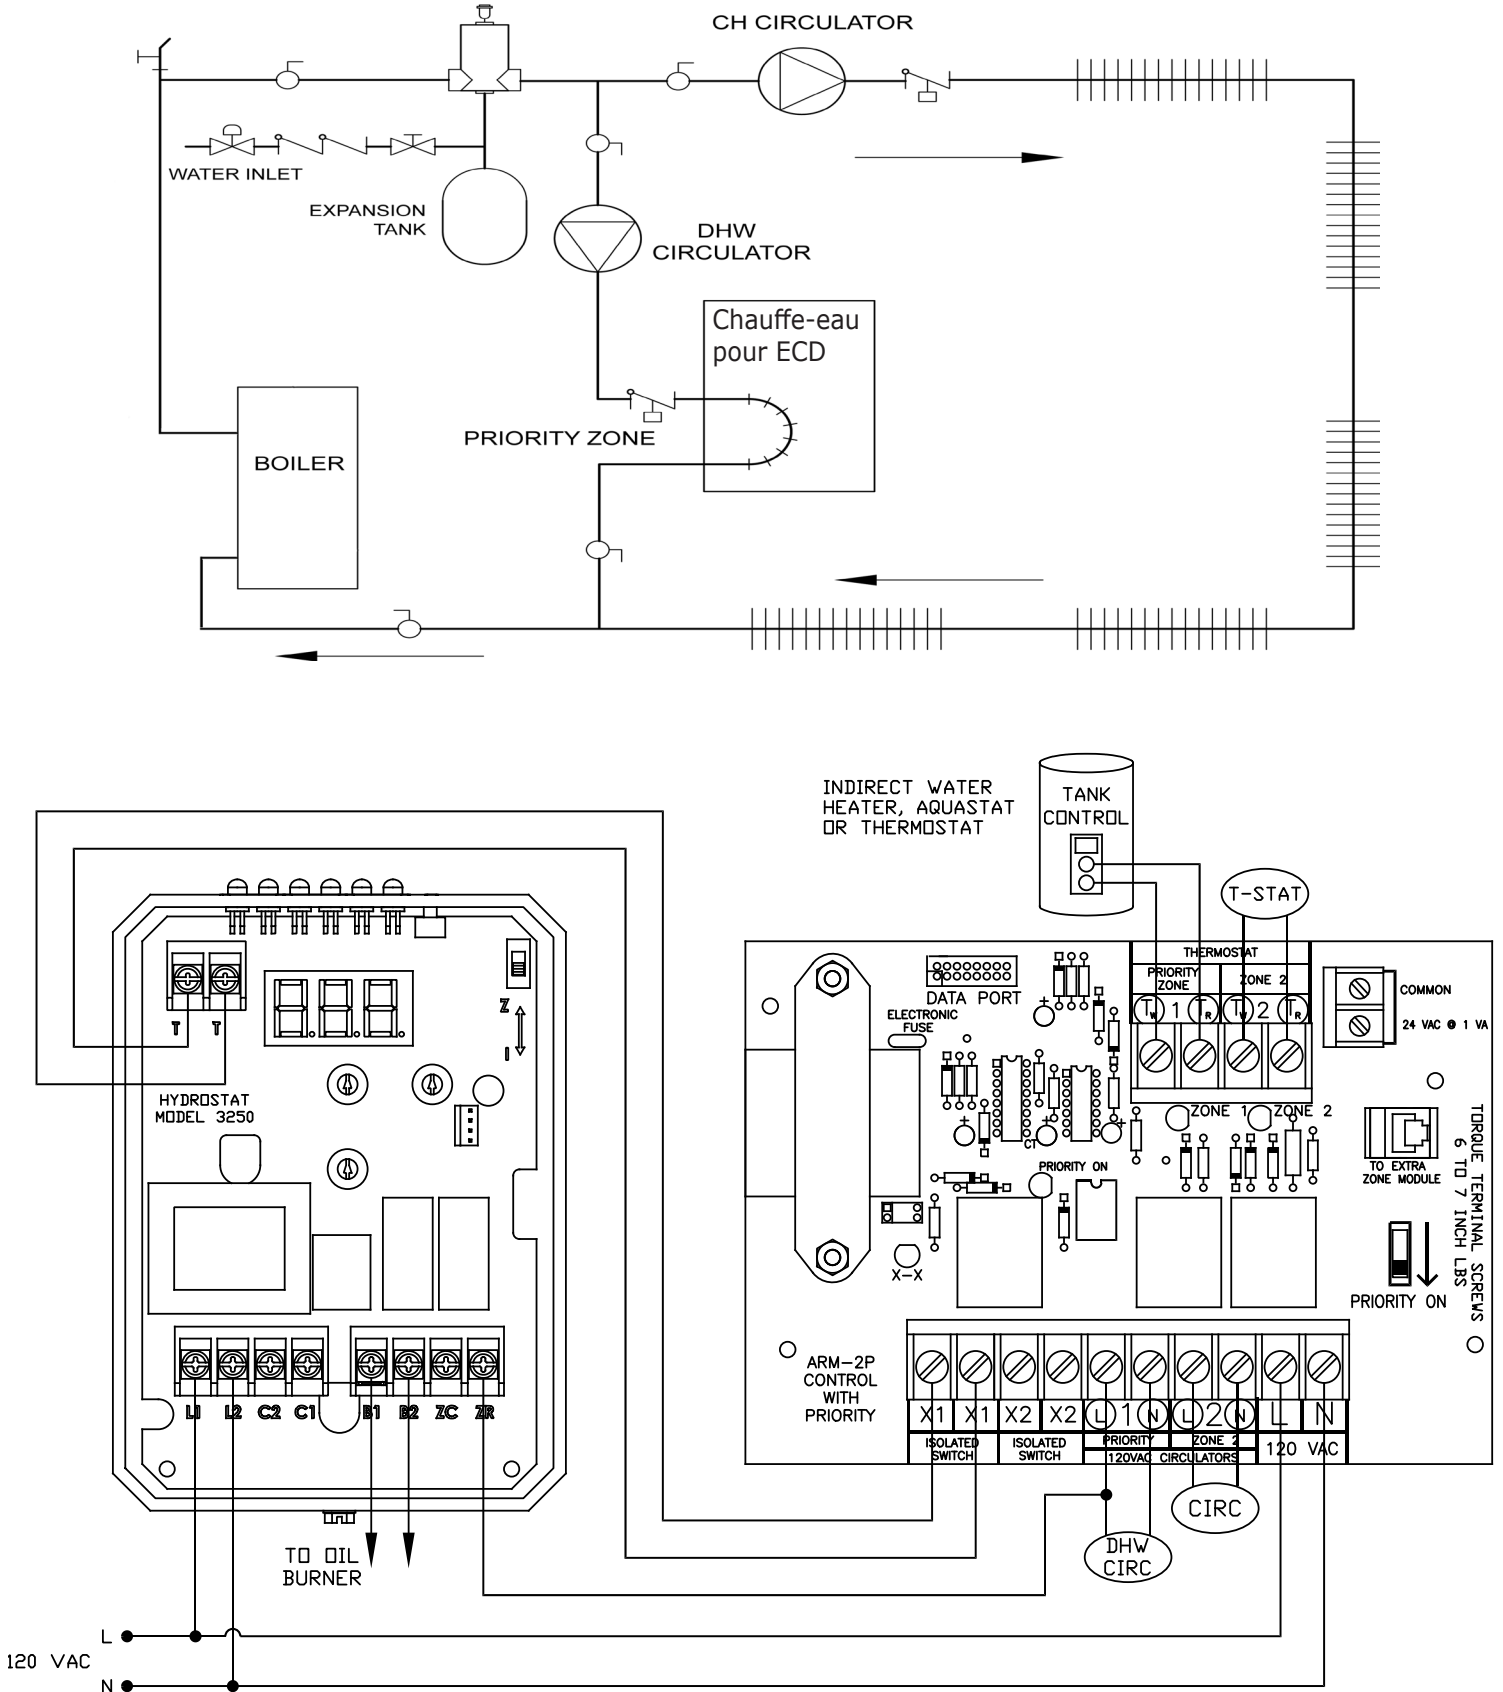 CH CIRCULATOR
WATER INLET
EXPANSION
TANK
DHW
CIRCULATOR
Chauffe-eau
pour ECD
PRIORITY ZONE
BOILER
INDIRECT WATER
HEATER, AQUASTAT
OR THERMOSTAT
TANK
CONTROL
T-STAT
THERMOSTAT
PRIORITY
ZONE
ZONE 2
TW 1 TR TW 2 TR
COMMON
24 VAC @ 1 VA
DATA PORT
ELECTRONIC
FUSE
T T
Z
I
HYDROSTAT
MODEL 3250
ZONE 1 ZONE 2
CT
PRIORITY ON
TO EXTRA
ZONE MODULE
TORQUE TERMINAL SCREWS
6 TO 7 INCH LBS
X-X
PRIORITY ON
ARM-2P
CONTROL
WITH
PRIORITY
L1 L2 C2 C1 B1 B2 ZC ZR
X1 X1 X2 X2 L 1 N L 2 N L N
ISOLATED
SWITCH
ISOLATED
SWITCH
PRIORITY
ZONE 2
120VAC CIRCULATORS
120 VAC
CIRC
DHW
CIRC
TO OIL
BURNER
L
120 VAC
N